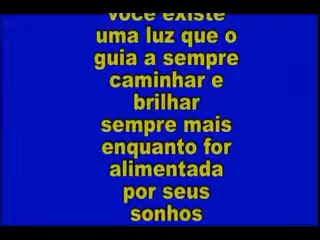 você existe
uma luz que o
guia a sempre
caminhar e
brilhar
sempre mais
enquanto for
alimentada
por seus
sonhos